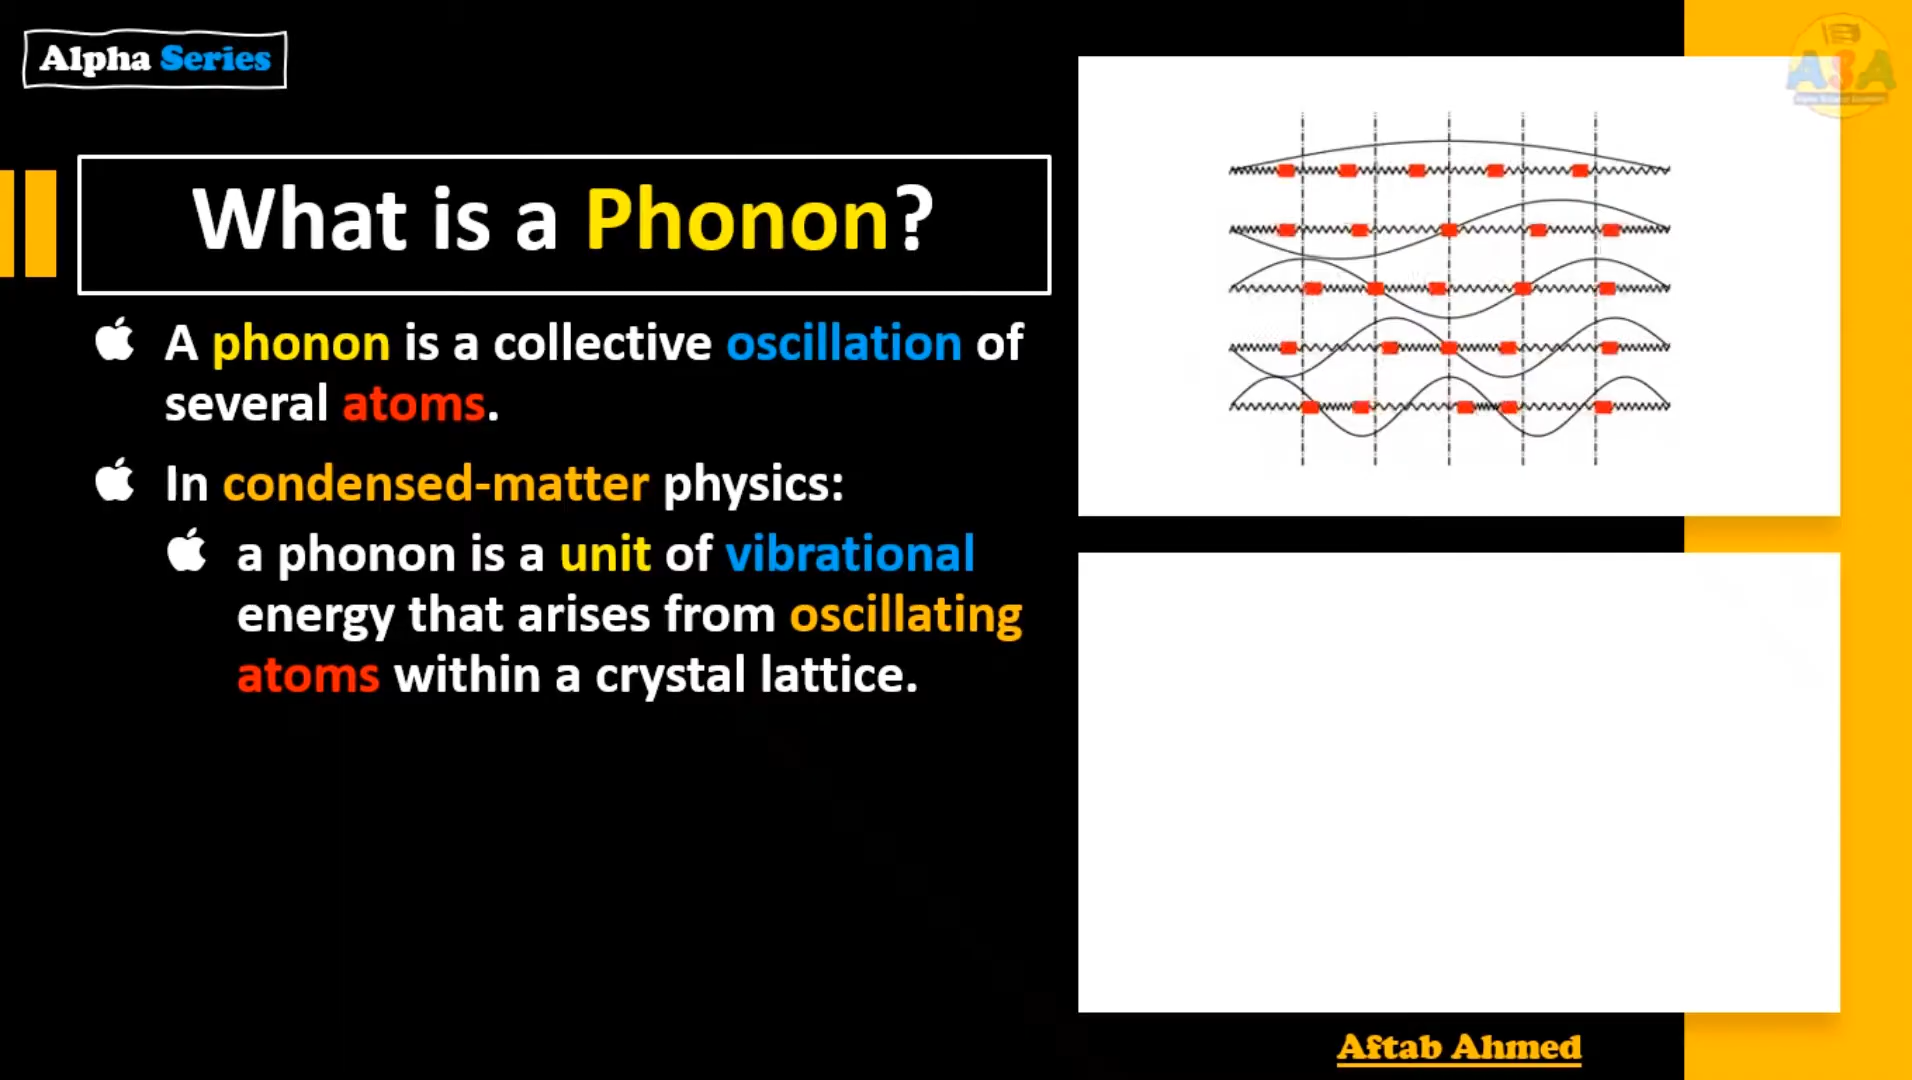 Alpha Series
What is a Phonon?
A phonon is a collective oscillation of
several atoms.
In condensed-matter physics:
a phonon is a unit of vibrational
energy that arises from oscillating
atoms within a crystal lattice.
A3A
Aftab Ahmed